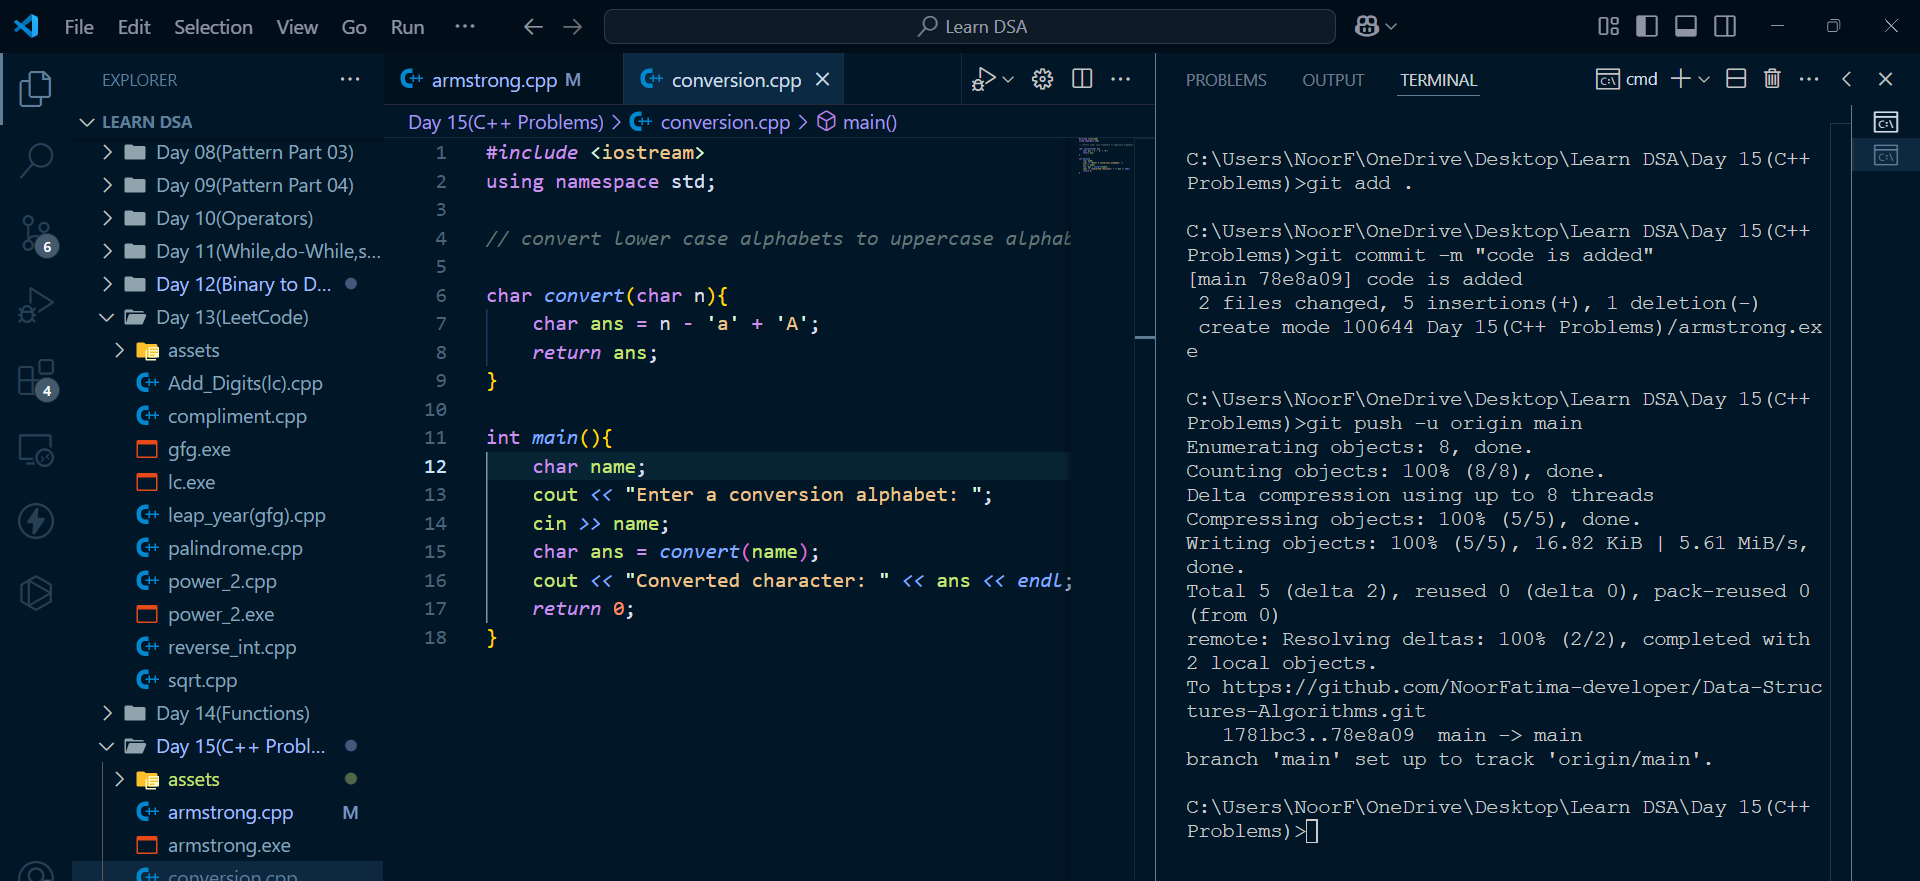 File Edit Selection View Go Run ···
Learn DSA
EXPLORER ···
LEARN DSA
Day 08(Pattern Part 03)
Day 09(Pattern Part 04)
Day 10(Operators)
Day 11(While,do-While,s...
Day 12(Binary to D...
Day 13(LeetCode)
assets
Add_Digits(lc).cpp
compliment.cpp
gfg.exe
lc.exe
leap_year(gfg).cpp
palindrome.cpp
power_2.cpp
power_2.exe
reverse_int.cpp
sqrt.cpp
Day 14(Functions)
Day 15(C++ Probl...
assets
armstrong.cpp M
armstrong.exe
conversion.cpp
6
4
armstrong.cpp M
conversion.cpp
Day 15(C++ Problems) > conversion.cpp > main()
1 #include <iostream>
2 using namespace std;
3
4 // convert lower case alphabets to uppercase alphab
5
6 char convert(char n){
7 char ans = n - 'a' + 'A';
8 return ans;
9 }
10
11 int main(){
12 char name;
13 cout << "Enter a conversion alphabet: ";
14 cin >> name;
15 char ans = convert(name);
16 cout << "Converted character: " << ans << endl;
17 return 0;
18 }
PROBLEMS OUTPUT TERMINAL
cmd
C:\Users\NoorF\OneDrive\Desktop\Learn DSA\Day 15(C++
Problems)>git add .
C:\Users\NoorF\OneDrive\Desktop\Learn DSA\Day 15(C++
Problems)>git commit -m "code is added"
[main 78e8a09] code is added
2 files changed, 5 insertions(+), 1 deletion(-)
create mode 100644 Day 15(C++ Problems)/armstrong.ex
e
C:\Users\NoorF\OneDrive\Desktop\Learn DSA\Day 15(C++
Problems)>git push -u origin main
Enumerating objects: 8, done.
Counting objects: 100% (8/8), done.
Delta compression using up to 8 threads
Compressing objects: 100% (5/5), done.
Writing objects: 100% (5/5), 16.82 KiB | 5.61 MiB/s,
done.
Total 5 (delta 2), reused 0 (delta 0), pack-reused 0
(from 0)
remote: Resolving deltas: 100% (2/2), completed with
2 local objects.
To https://github.com/NoorFatima-developer/Data-Struc
tures-Algorithms.git
1781bc3..78e8a09 main -> main
branch 'main' set up to track 'origin/main'.
C:\Users\NoorF\OneDrive\Desktop\Learn DSA\Day 15(C++
Problems)>